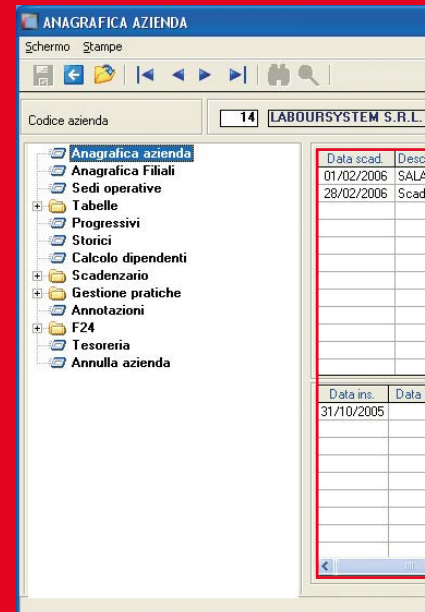 ANAGRAFICA AZIENDA
Schermo Stampe
Codice azienda 14 LABOURSYSTEM S.R.L.
Anagrafica azienda
Anagrafica Filiali
Sedi operative
Tabelle
Progressivi
Storici
Calcolo dipendenti
Scadenzario
Gestione pratiche
Annotazioni
F24
Tesoreria
Annulla azienda
Data scad. Desc
01/02/2006 SALA
28/02/2006 Scad
Data ins. Data
31/10/2005